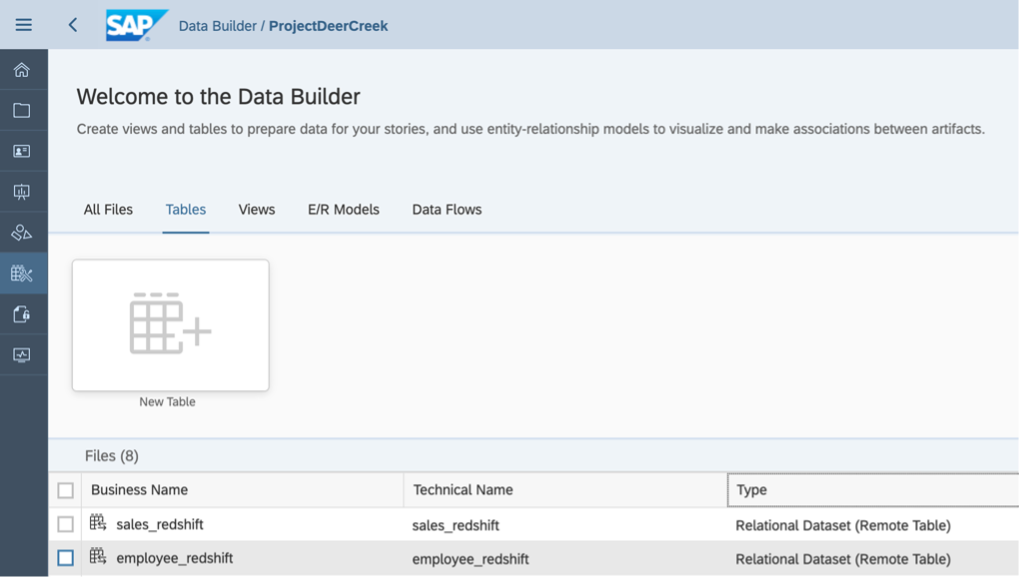 SAP Data Builder / ProjectDeerCreek
Welcome to the Data Builder
Create views and tables to prepare data for your stories, and use entity-relationship models to visualize and make associations between artifacts.
All Files Tables Views E/R Models Data Flows
New Table
Files (8)
Business Name Technical Name Type
sales_redshift sales_redshift Relational Dataset (Remote Table)
employee_redshift employee_redshift Relational Dataset (Remote Table)